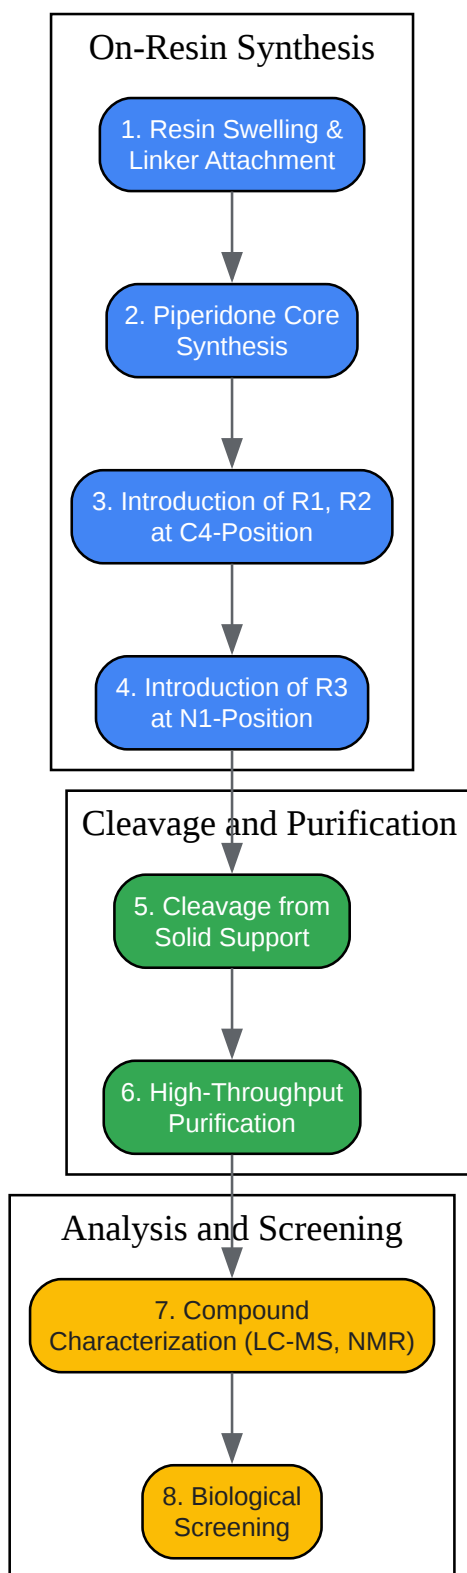 On-Resin Synthesis
1. Resin Swelling &
Linker Attachment
2. Piperidone Core
Synthesis
3. Introduction of R1, R2
at C4-Position
4. Introduction of R3
at N1-Position
Cleavage and Purification
5. Cleavage from
Solid Support
6. High-Throughput
Purification
Analysis and Screening
7. Compound
Characterization (LC-MS, NMR)
8. Biological
Screening